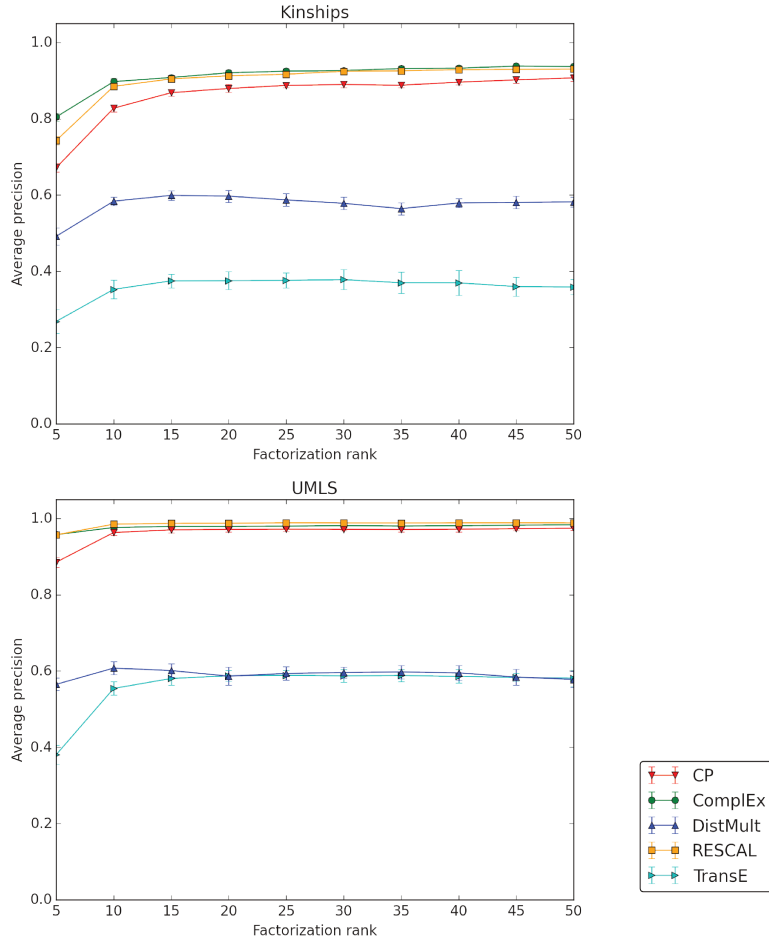 Kinships
1.0
0.8
0.6
0.4
0.2
0.0
Average precision
5 10 15 20 25 30 35 40 45 50
Factorization rank
UMLS
1.0
0.8
0.6
0.4
0.2
0.0
Average precision
5 10 15 20 25 30 35 40 45 50
Factorization rank
CP
ComplEx
DistMult
RESCAL
TransE